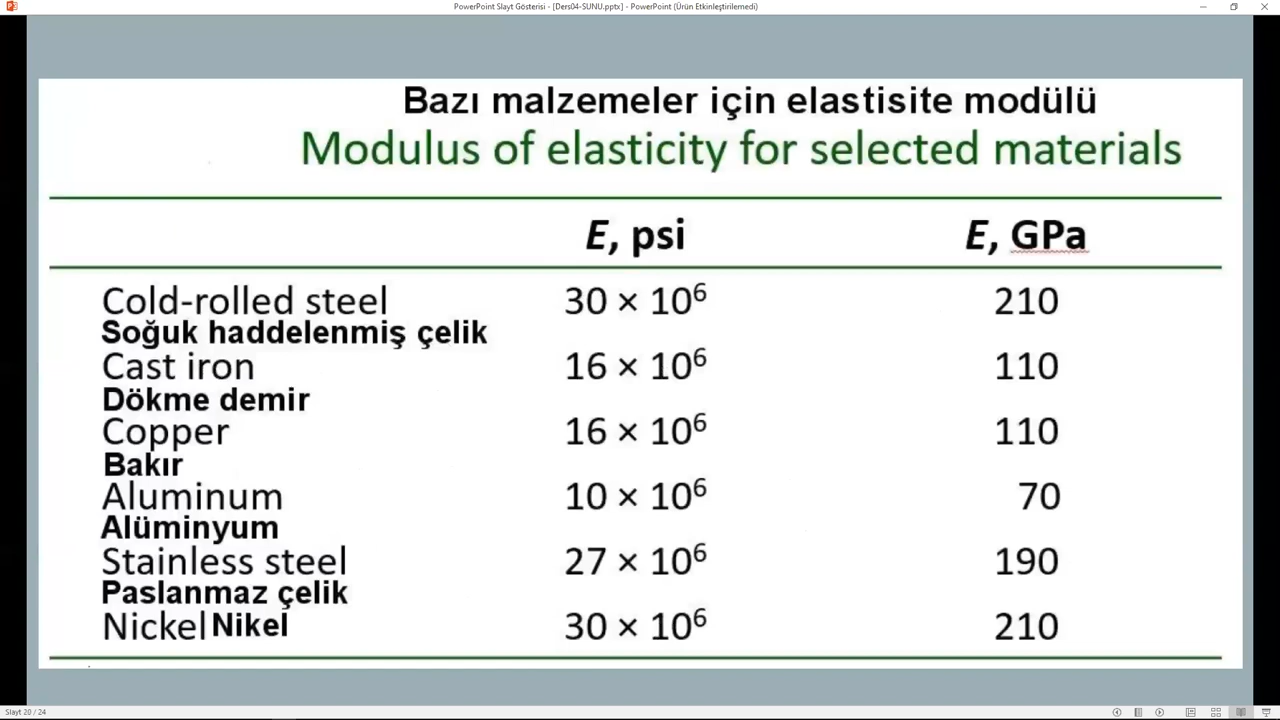 PowerPoint Slayt Gösterisi - [Ders04-SUNU.pptx] - PowerPoint (Ürün Etkinleştirilemedi)
Bazı malzemeler için elastisite modülü
Modulus of elasticity for selected materials
E, psi E, GPa
Cold-rolled steel 30 × 10⁶ 210
Soğuk haddelenmiş çelik
Cast iron 16 × 10⁶ 110
Dökme demir
Copper 16 × 10⁶ 110
Bakır
Aluminum 10 × 10⁶ 70
Alüminyum
Stainless steel 27 × 10⁶ 190
Paslanmaz çelik
Nickel Nikel 30 × 10⁶ 210
Slayt 20 / 24